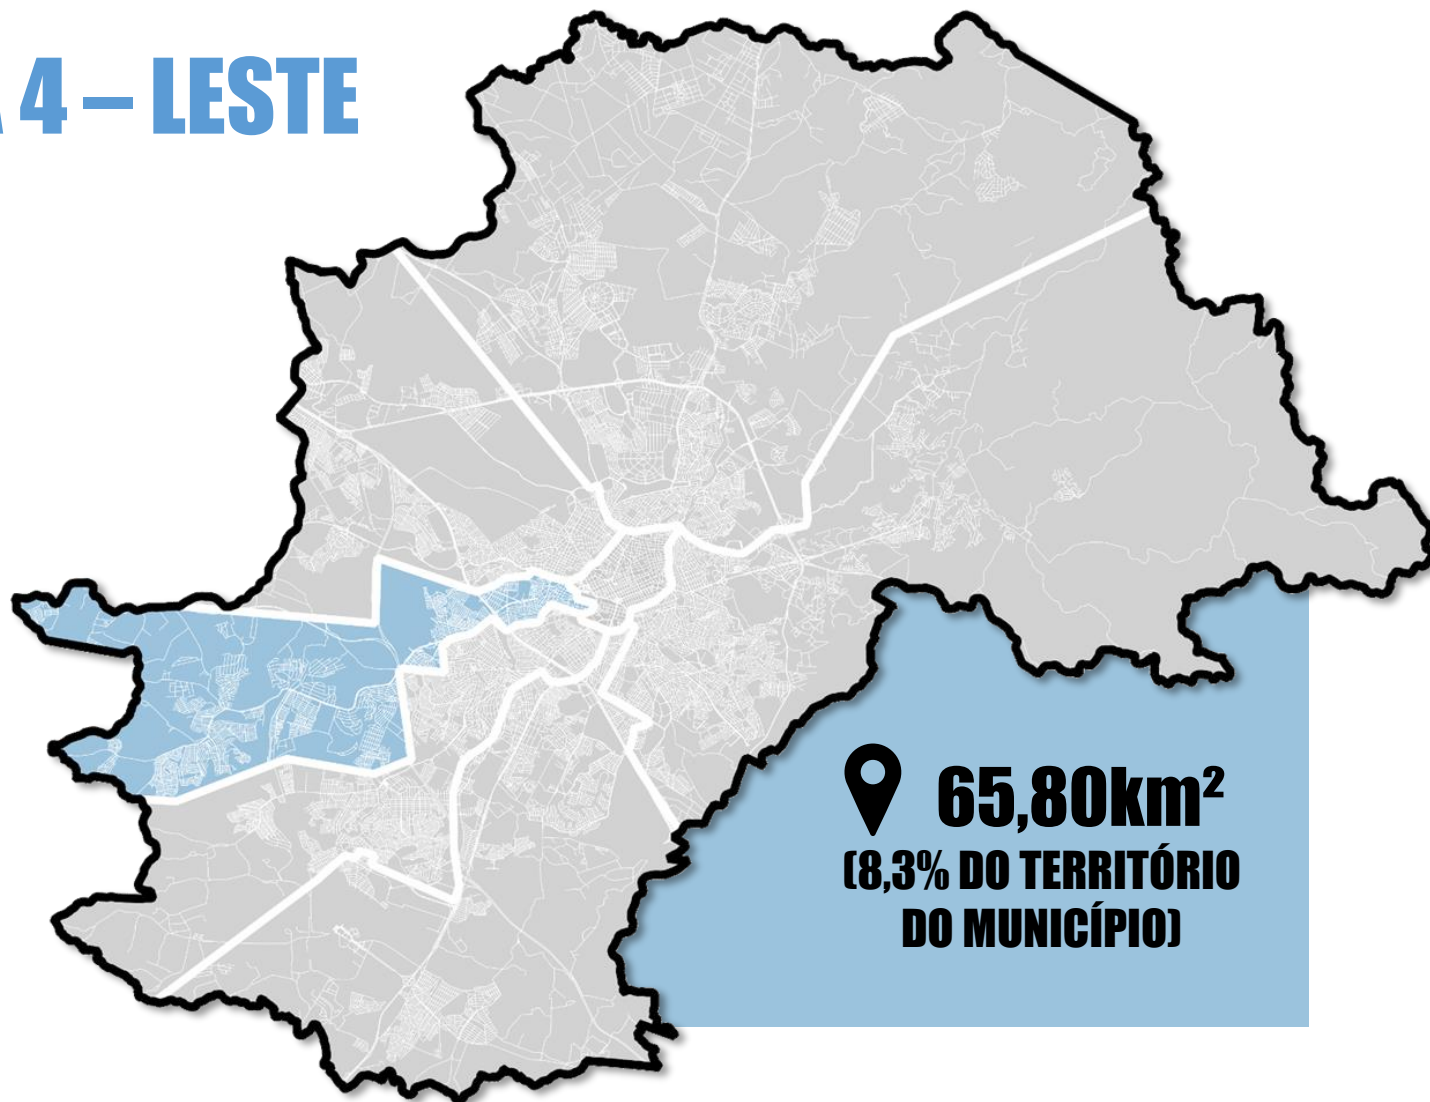 4 – LESTE
65,80km²
(8,3% DO TERRITÓRIO
DO MUNICÍPIO)